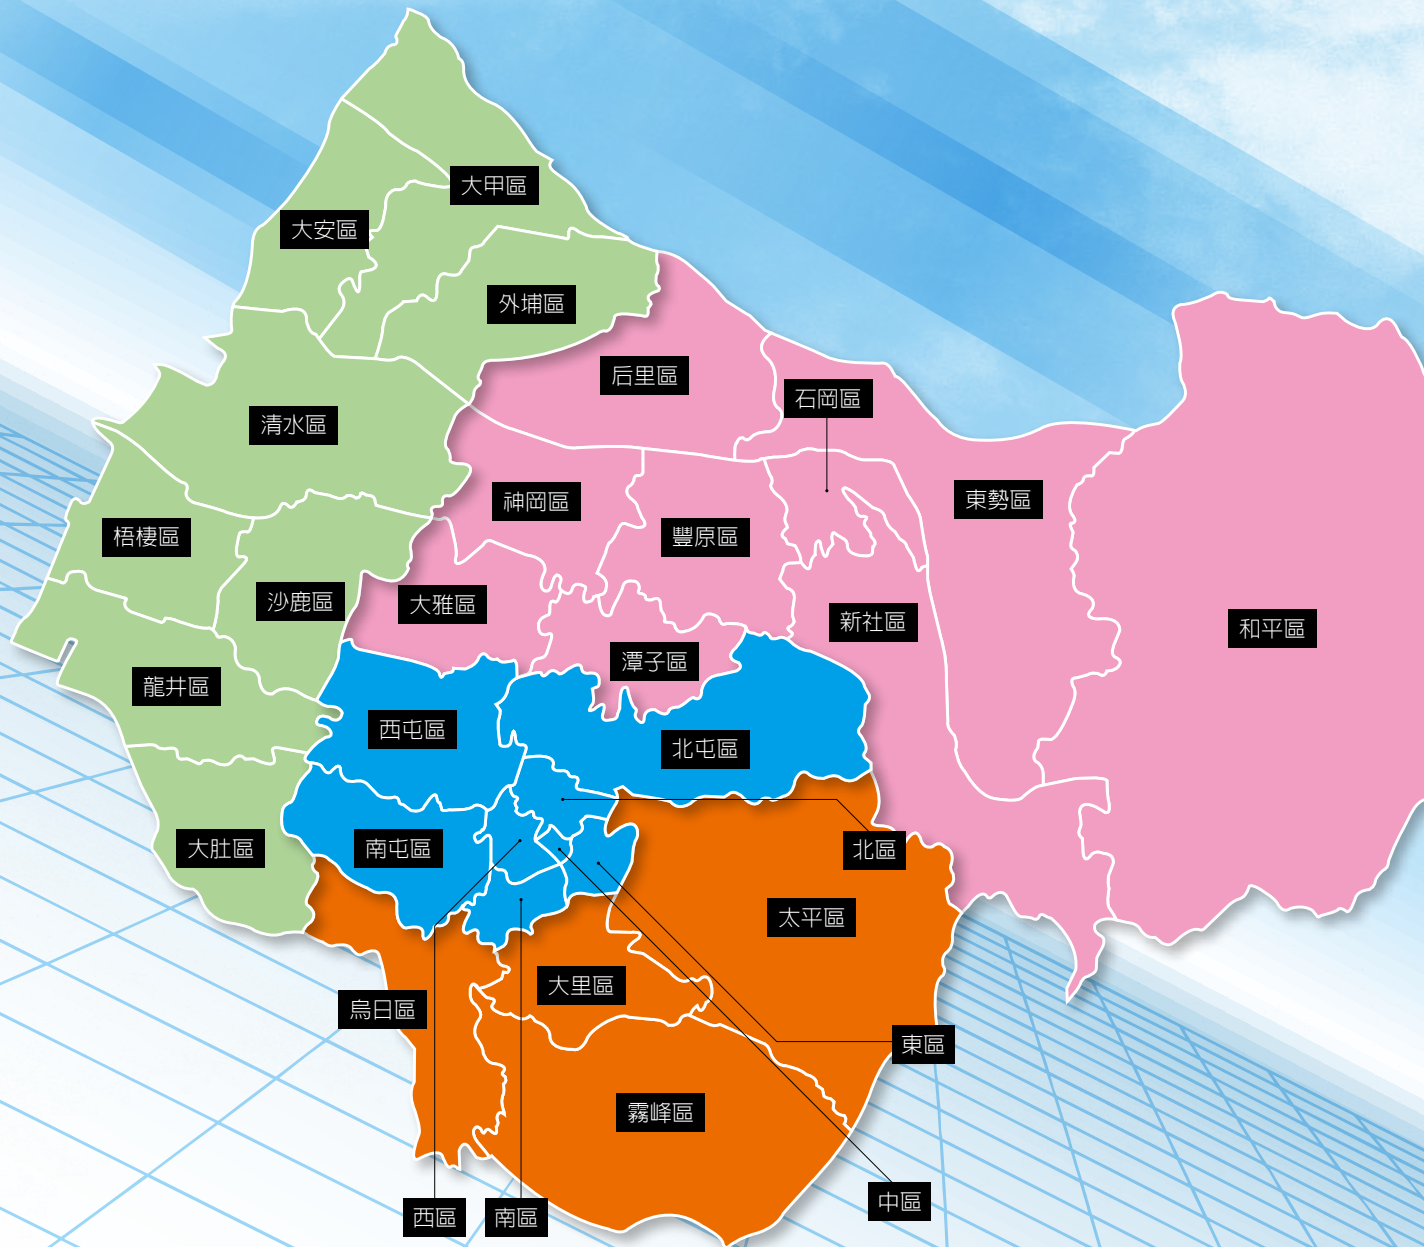 大甲區
大安區
外埔區
后里區
石岡區
清水區
東勢區
神岡區
梧棲區
豐原區
沙鹿區
大雅區
新社區
和平區
潭子區
龍井區
西屯區
北屯區
大肚區
南屯區
北區
太平區
大里區
烏日區
東區
霧峰區
中區
西區
南區